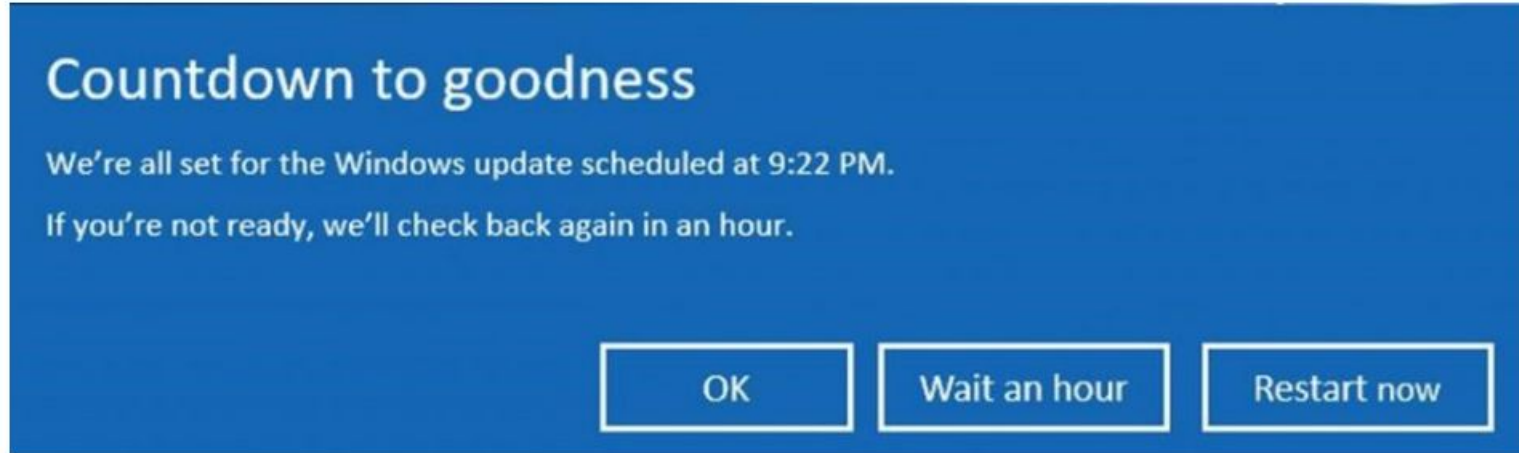 Countdown to goodness
We’re all set for the Windows update scheduled at 9:22 PM.
If you’re not ready, we’ll check back again in an hour.
OK
Wait an hour
Restart now